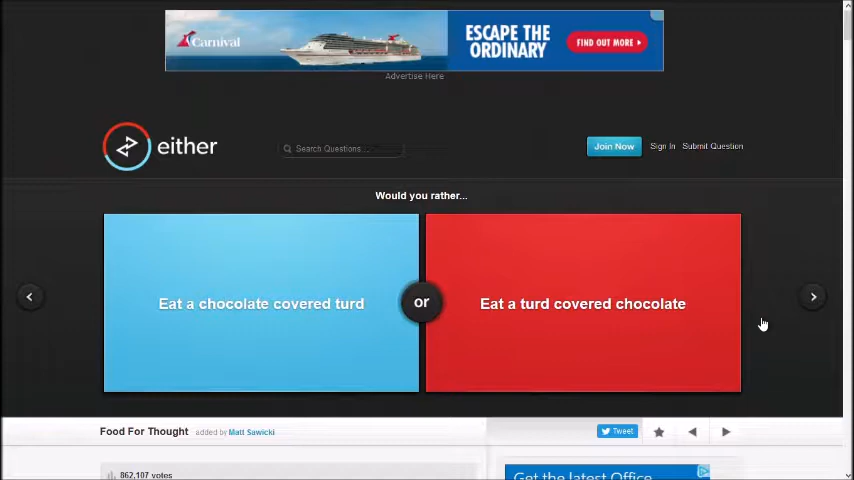 Carnival
ESCAPE THE
ORDINARY
FIND OUT MORE
Advertise Here
either
Search Questions...
Join Now
Sign In
Submit Question
Would you rather...
Eat a chocolate covered turd
or
Eat a turd covered chocolate
Food For Thought added by Matt Sawicki
Tweet
862,107 votes
Get the latest Office